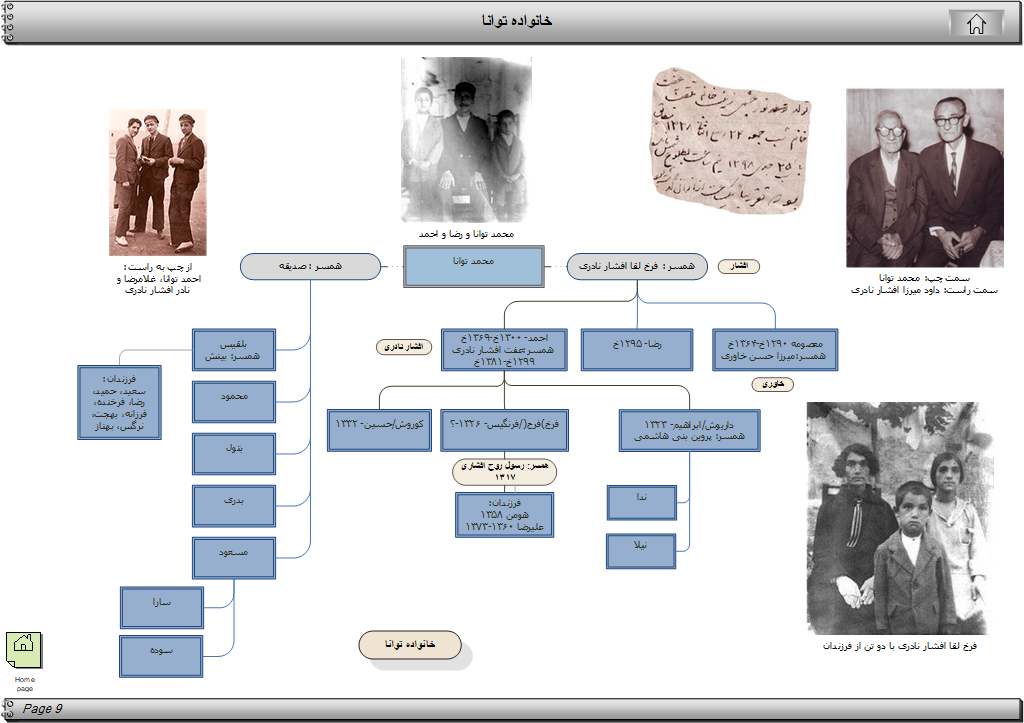 خانواده توانا
محمد توانا و رضا و احمد
از چپ به راست:
احمد توانا، غلامرضا و
نادر افشار نادری
سمت چپ: محمد توانا
سمت راست: داود میرزا افشار نادری
همسر : صدیقه
محمد توانا
همسر : فرخ لقا افشار نادری
افشار
بلقیس
همسر: بینش
فرزندان:
سعید، حمید،
رضا، فرخنده،
فرزانه، بهجت،
نرگس، بهناز
محمود
بتول
بدری
مسعود
سارا
سوده
افشار نادری
احمد- ۱۳۰۰خ-۱۳۶۹خ
همسر:عفت افشار نادری
۱۲۹۹خ-۱۳۸۱خ
رضا- ۱۲۹۵خ
معصومه ۱۲۹۰خ-۱۳۶۴خ
همسر:میرزا حسن خاوری
خاوری
کوروش/حسین- ۱۳۳۲
فرخ)فرح(/فرنگیس- ۱۳۲۶-؟
داریوش/ابراهیم- ۱۳۲۳
همسر: پروین بنی هاشمی
همسر: رسول روح افشاری
۱۳۱۷
فرزندان:
هومن ۱۳۵۸
علیرضا ۱۳۶۰-۱۳۷۳
ندا
نیلا
خانواده توانا
فرخ لقا افشار نادری با دو تن از فرزندان
Home
page
Page 9